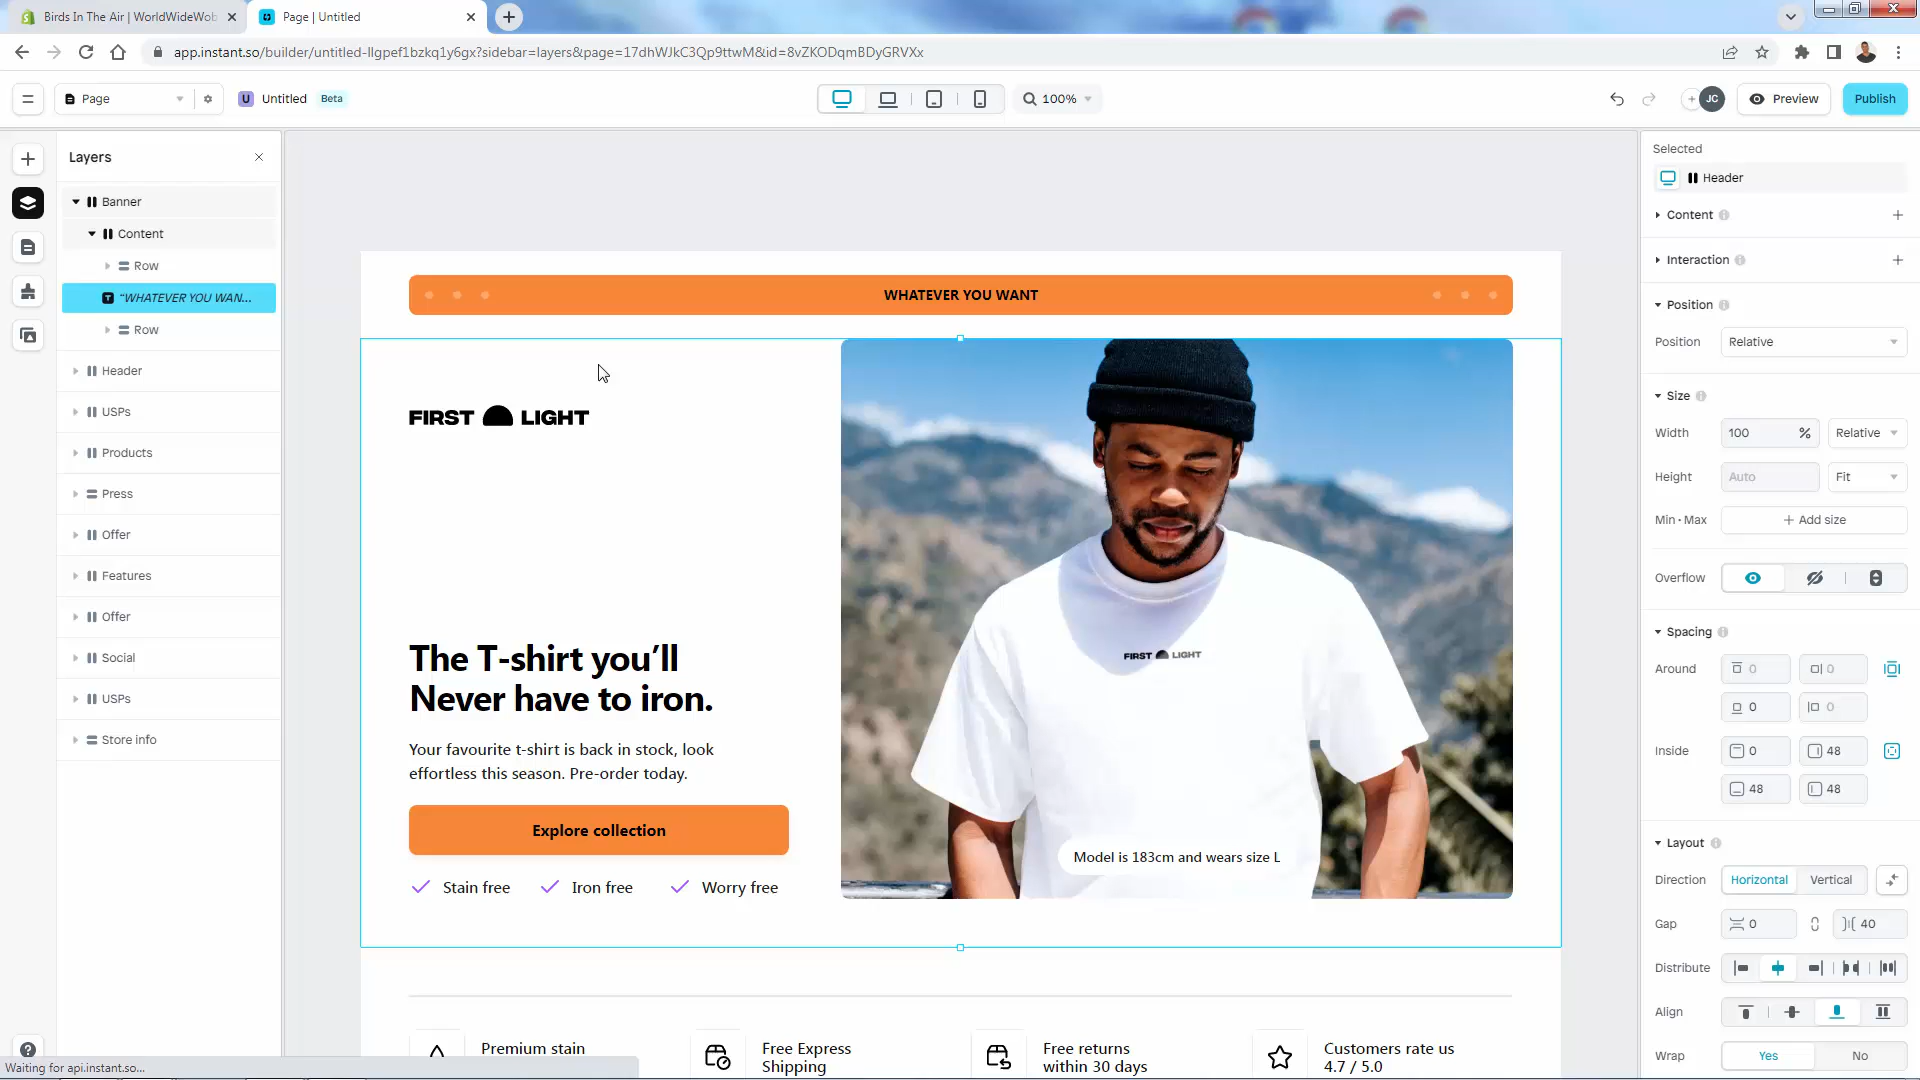 Birds In The Air | WorldWideWob
Page | Untitled
app.instant.so/builder/untitled-llgpef1bzkq1y6gx?sidebar=layers&page=17dhWJkC3Qp9ttwM&id=8vZKODqmBDyGRVXx
Page
U
Untitled
Beta
100%
JC
Preview
Publish
Layers
Banner
Content
Row
"WHATEVER YOU WAN...
Row
Header
USPs
Products
Press
Offer
Features
Offer
Social
USPs
Store info
WHATEVER YOU WANT
FIRST LIGHT
The T-shirt you'll
Never have to iron.
Your favourite t-shirt is back in stock, look
effortless this season. Pre-order today.
Explore collection
Stain free
Iron free
Worry free
FIRST LIGHT
Model is 183cm and wears size L
Premium stain
Free Express
Shipping
Free returns
within 30 days
Customers rate us
4.7 / 5.0
Selected
Header
Content
Interaction
Position
Position
Relative
Size
Width
100
%
Relative
Height
Auto
Fit
Min • Max
+ Add size
Overflow
Spacing
Around
0
0
0
0
Inside
0
48
48
48
Layout
Direction
Horizontal
Vertical
Gap
0
40
Distribute
Align
Wrap
Yes
No
Waiting for api.instant.so...